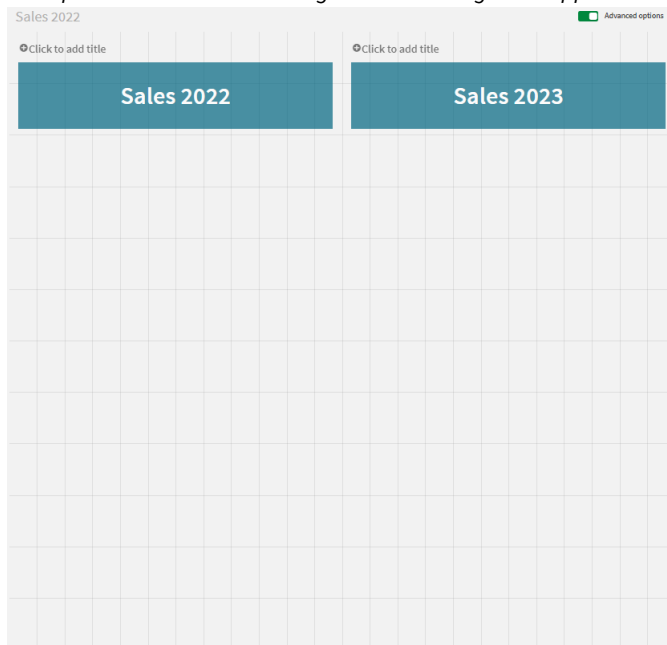 Sales 2022
Advanced options
Click to add title
Click to add title
Sales 2022
Sales 2023